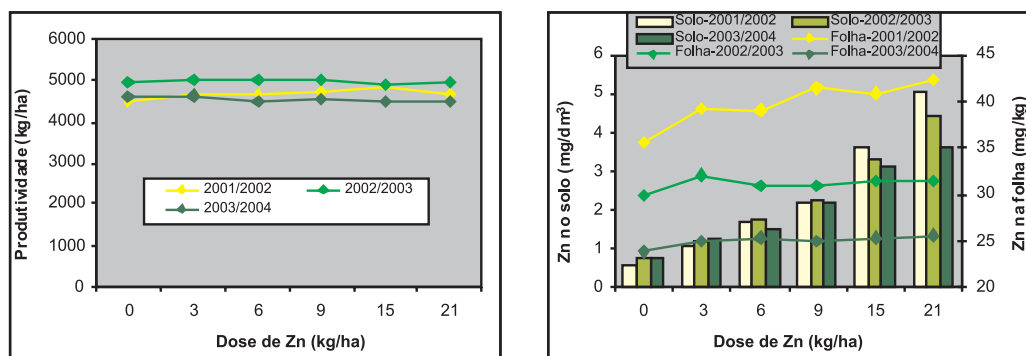 6000
5000
4000
3000
2000
1000
0
Produtividade (kg/ha)
2001/2002
2002/2003
2003/2004
0 3 6 9 15 21
Dose de Zn (kg/ha)
Solo-2001/2002 Solo-2002/2003
Solo-2003/2004 Folha-2001/2002
Folha-2002/2003 Folha-2003/2004
6
5
4
3
2
1
0
Zn no solo (mg/dm³)
45
40
35
30
25
20
Zn na folha (mg/kg)
0 3 6 9 15 21
Dose de Zn (kg/ha)